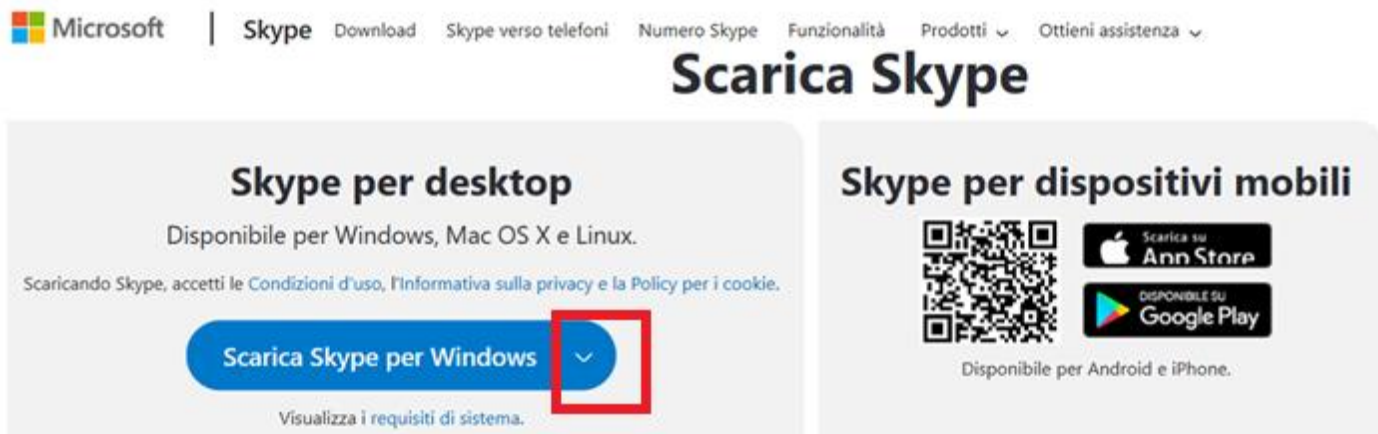 Microsoft | Skype Download Skype verso telefoni Numero Skype Funzionalità Prodotti Ottieni assistenza
Scarica Skype
Skype per desktop
Disponibile per Windows, Mac OS X e Linux.
Scaricando Skype, accetti le Condizioni d'uso, l'Informativa sulla privacy e la Policy per i cookie.
Scarica Skype per Windows
Visualizza i requisiti di sistema.
Skype per dispositivi mobili
Scarica su
App Store
DISPONIBILE SU
Google Play
Disponibile per Android e iPhone.